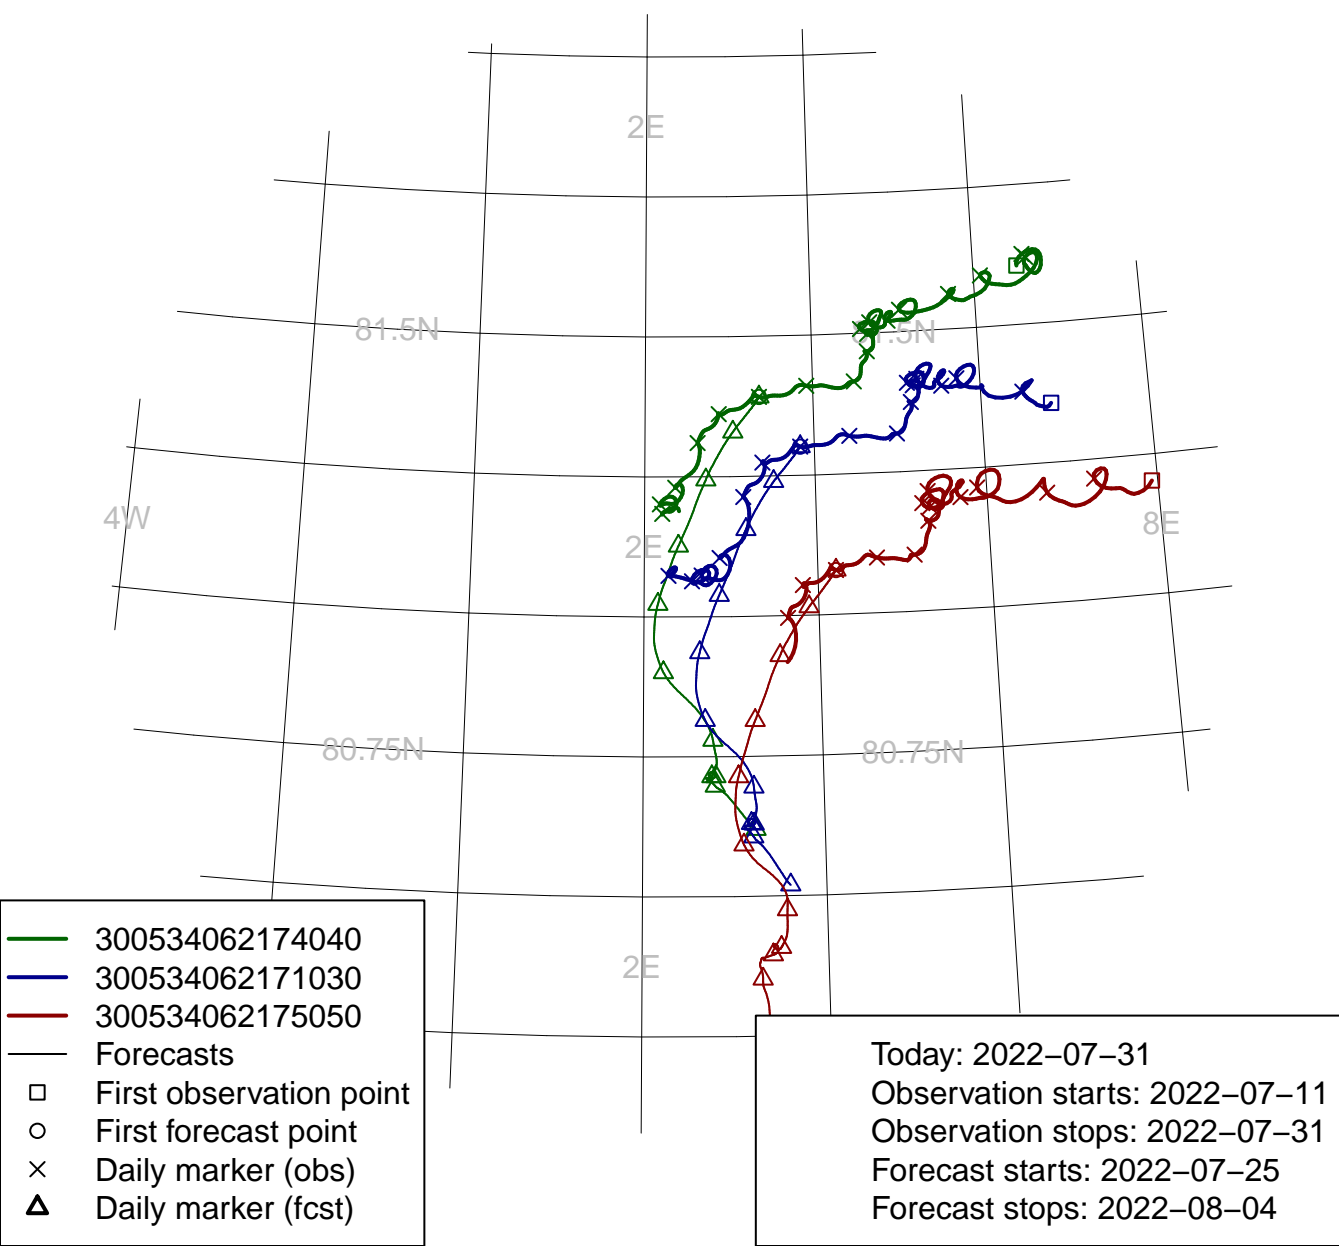 2E
81.5N
81.5N
4W
2E
8E
80.75N
80.75N
2E
300534062174040
300534062171030
300534062175050
Forecasts
First observation point
First forecast point
Daily marker (obs)
Daily marker (fcst)
Today: 2022−07−31
Observation starts: 2022−07−11
Observation stops: 2022−07−31
Forecast starts: 2022−07−25
Forecast stops: 2022−08−04